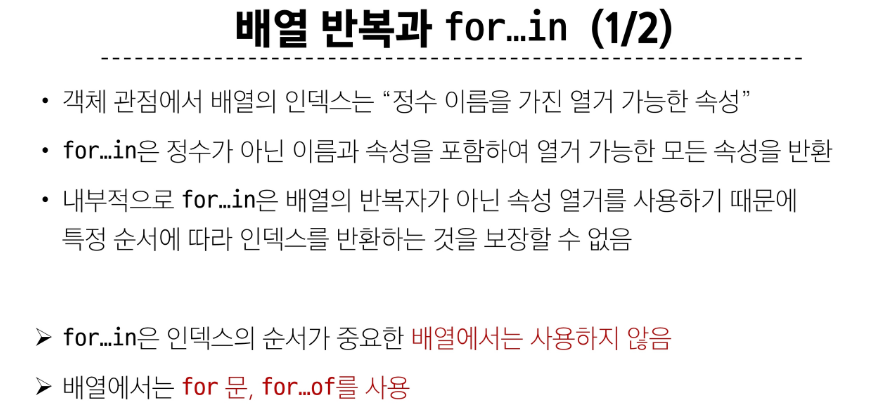 배열 반복과 for…in (1/2)
• 객체 관점에서 배열의 인덱스는 “정수 이름을 가진 열거 가능한 속성”
• for…in은 정수가 아닌 이름과 속성을 포함하여 열거 가능한 모든 속성을 반환
• 내부적으로 for…in은 배열의 반복자가 아닌 속성 열거를 사용하기 때문에
특정 순서에 따라 인덱스를 반환하는 것을 보장할 수 없음
➢ for…in은 인덱스의 순서가 중요한 배열에서는 사용하지 않음
➢ 배열에서는 for 문, for…of를 사용